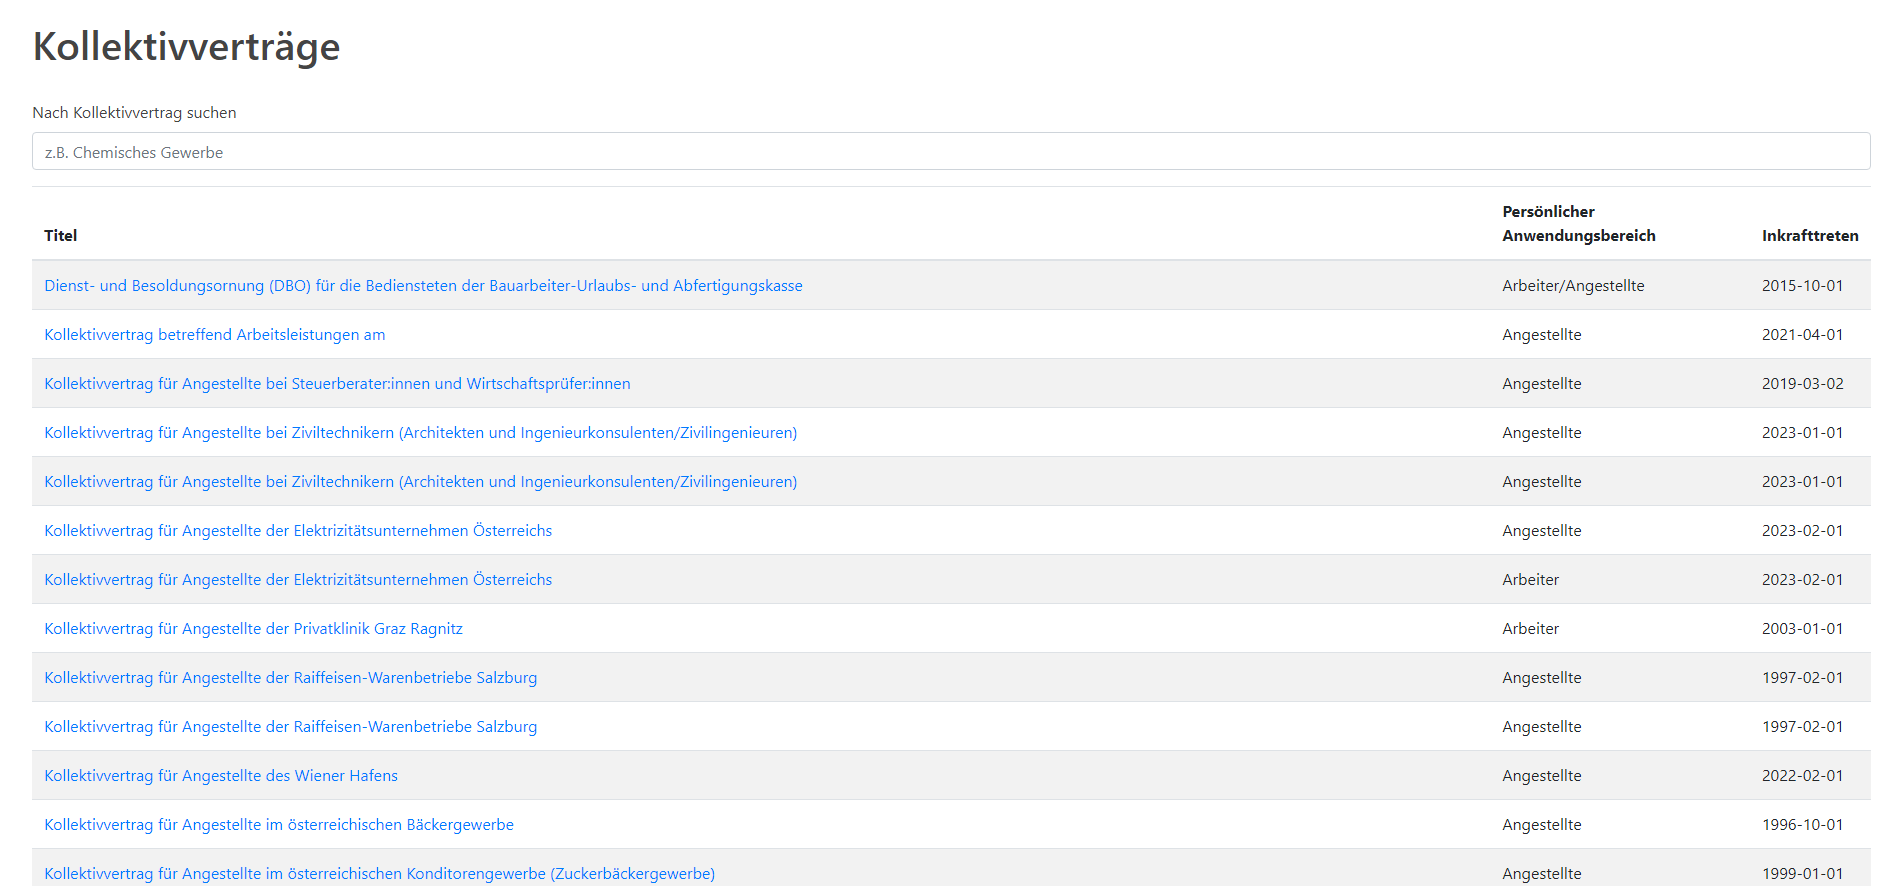 Kollektivverträge
Nach Kollektivvertrag suchen
z.B. Chemisches Gewerbe
Titel Persönlicher Anwendungsbereich Inkrafttreten
Dienst- und Besoldungsornung (DBO) für die Bediensteten der Bauarbeiter-Urlaubs- und Abfertigungskasse Arbeiter/Angestellte 2015-10-01
Kollektivvertrag betreffend Arbeitsleistungen am Angestellte 2021-04-01
Kollektivvertrag für Angestellte bei Steuerberater:innen und Wirtschaftsprüfer:innen Angestellte 2019-03-02
Kollektivvertrag für Angestellte bei Ziviltechnikern (Architekten und Ingenieurkonsulenten/Zivilingenieuren) Angestellte 2023-01-01
Kollektivvertrag für Angestellte bei Ziviltechnikern (Architekten und Ingenieurkonsulenten/Zivilingenieuren) Angestellte 2023-01-01
Kollektivvertrag für Angestellte der Elektrizitätsunternehmen Österreichs Angestellte 2023-02-01
Kollektivvertrag für Angestellte der Elektrizitätsunternehmen Österreichs Arbeiter 2023-02-01
Kollektivvertrag für Angestellte der Privatklinik Graz Ragnitz Arbeiter 2003-01-01
Kollektivvertrag für Angestellte der Raiffeisen-Warenbetriebe Salzburg Angestellte 1997-02-01
Kollektivvertrag für Angestellte der Raiffeisen-Warenbetriebe Salzburg Angestellte 1997-02-01
Kollektivvertrag für Angestellte des Wiener Hafens Angestellte 2022-02-01
Kollektivvertrag für Angestellte im österreichischen Bäckergewerbe Angestellte 1996-10-01
Kollektivvertrag für Angestellte im österreichischen Konditorengewerbe (Zuckerbäckergewerbe) Angestellte 1999-01-01